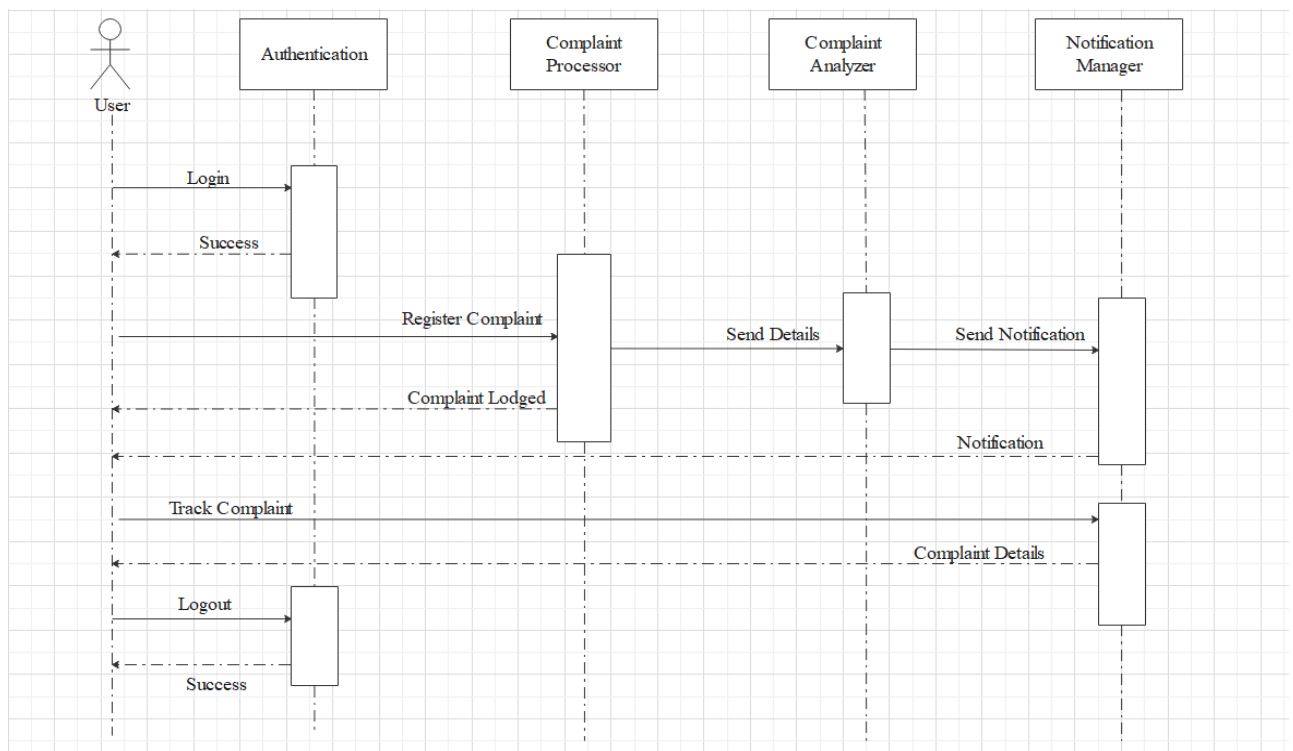 User
Authentication
Complaint
Processor
Complaint
Analyzer
Notification
Manager
Login
Success
Register Complaint
Send Details
Send Notification
Complaint Lodged
Notification
Track Complaint
Complaint Details
Logout
Success